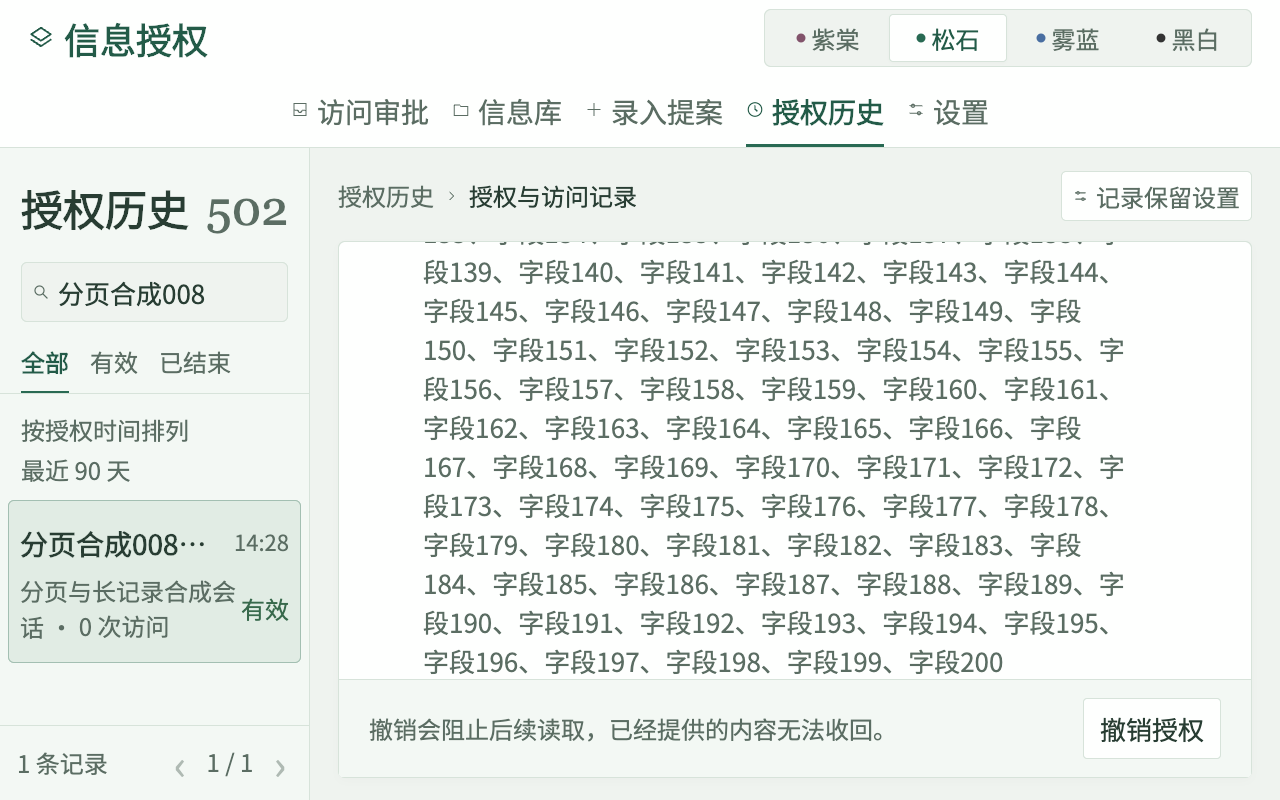 信息授权
紫棠
松石
雾蓝
黑白
访问审批
信息库
录入提案
授权历史
设置
授权历史 502
分页合成008
全部 有效 已结束
按授权时间排列
最近 90 天
分页合成008… 14:28
分页与长记录合成会
话 · 0 次访问
有效
1 条记录
1 / 1
授权历史 › 授权与访问记录
记录保留设置
段139、字段140、字段141、字段142、字段143、字段144、
字段145、字段146、字段147、字段148、字段149、字段
150、字段151、字段152、字段153、字段154、字段155、字
段156、字段157、字段158、字段159、字段160、字段161、
字段162、字段163、字段164、字段165、字段166、字段
167、字段168、字段169、字段170、字段171、字段172、字
段173、字段174、字段175、字段176、字段177、字段178、
字段179、字段180、字段181、字段182、字段183、字段
184、字段185、字段186、字段187、字段188、字段189、字
段190、字段191、字段192、字段193、字段194、字段195、
字段196、字段197、字段198、字段199、字段200
撤销会阻止后续读取，已经提供的内容无法收回。
撤销授权